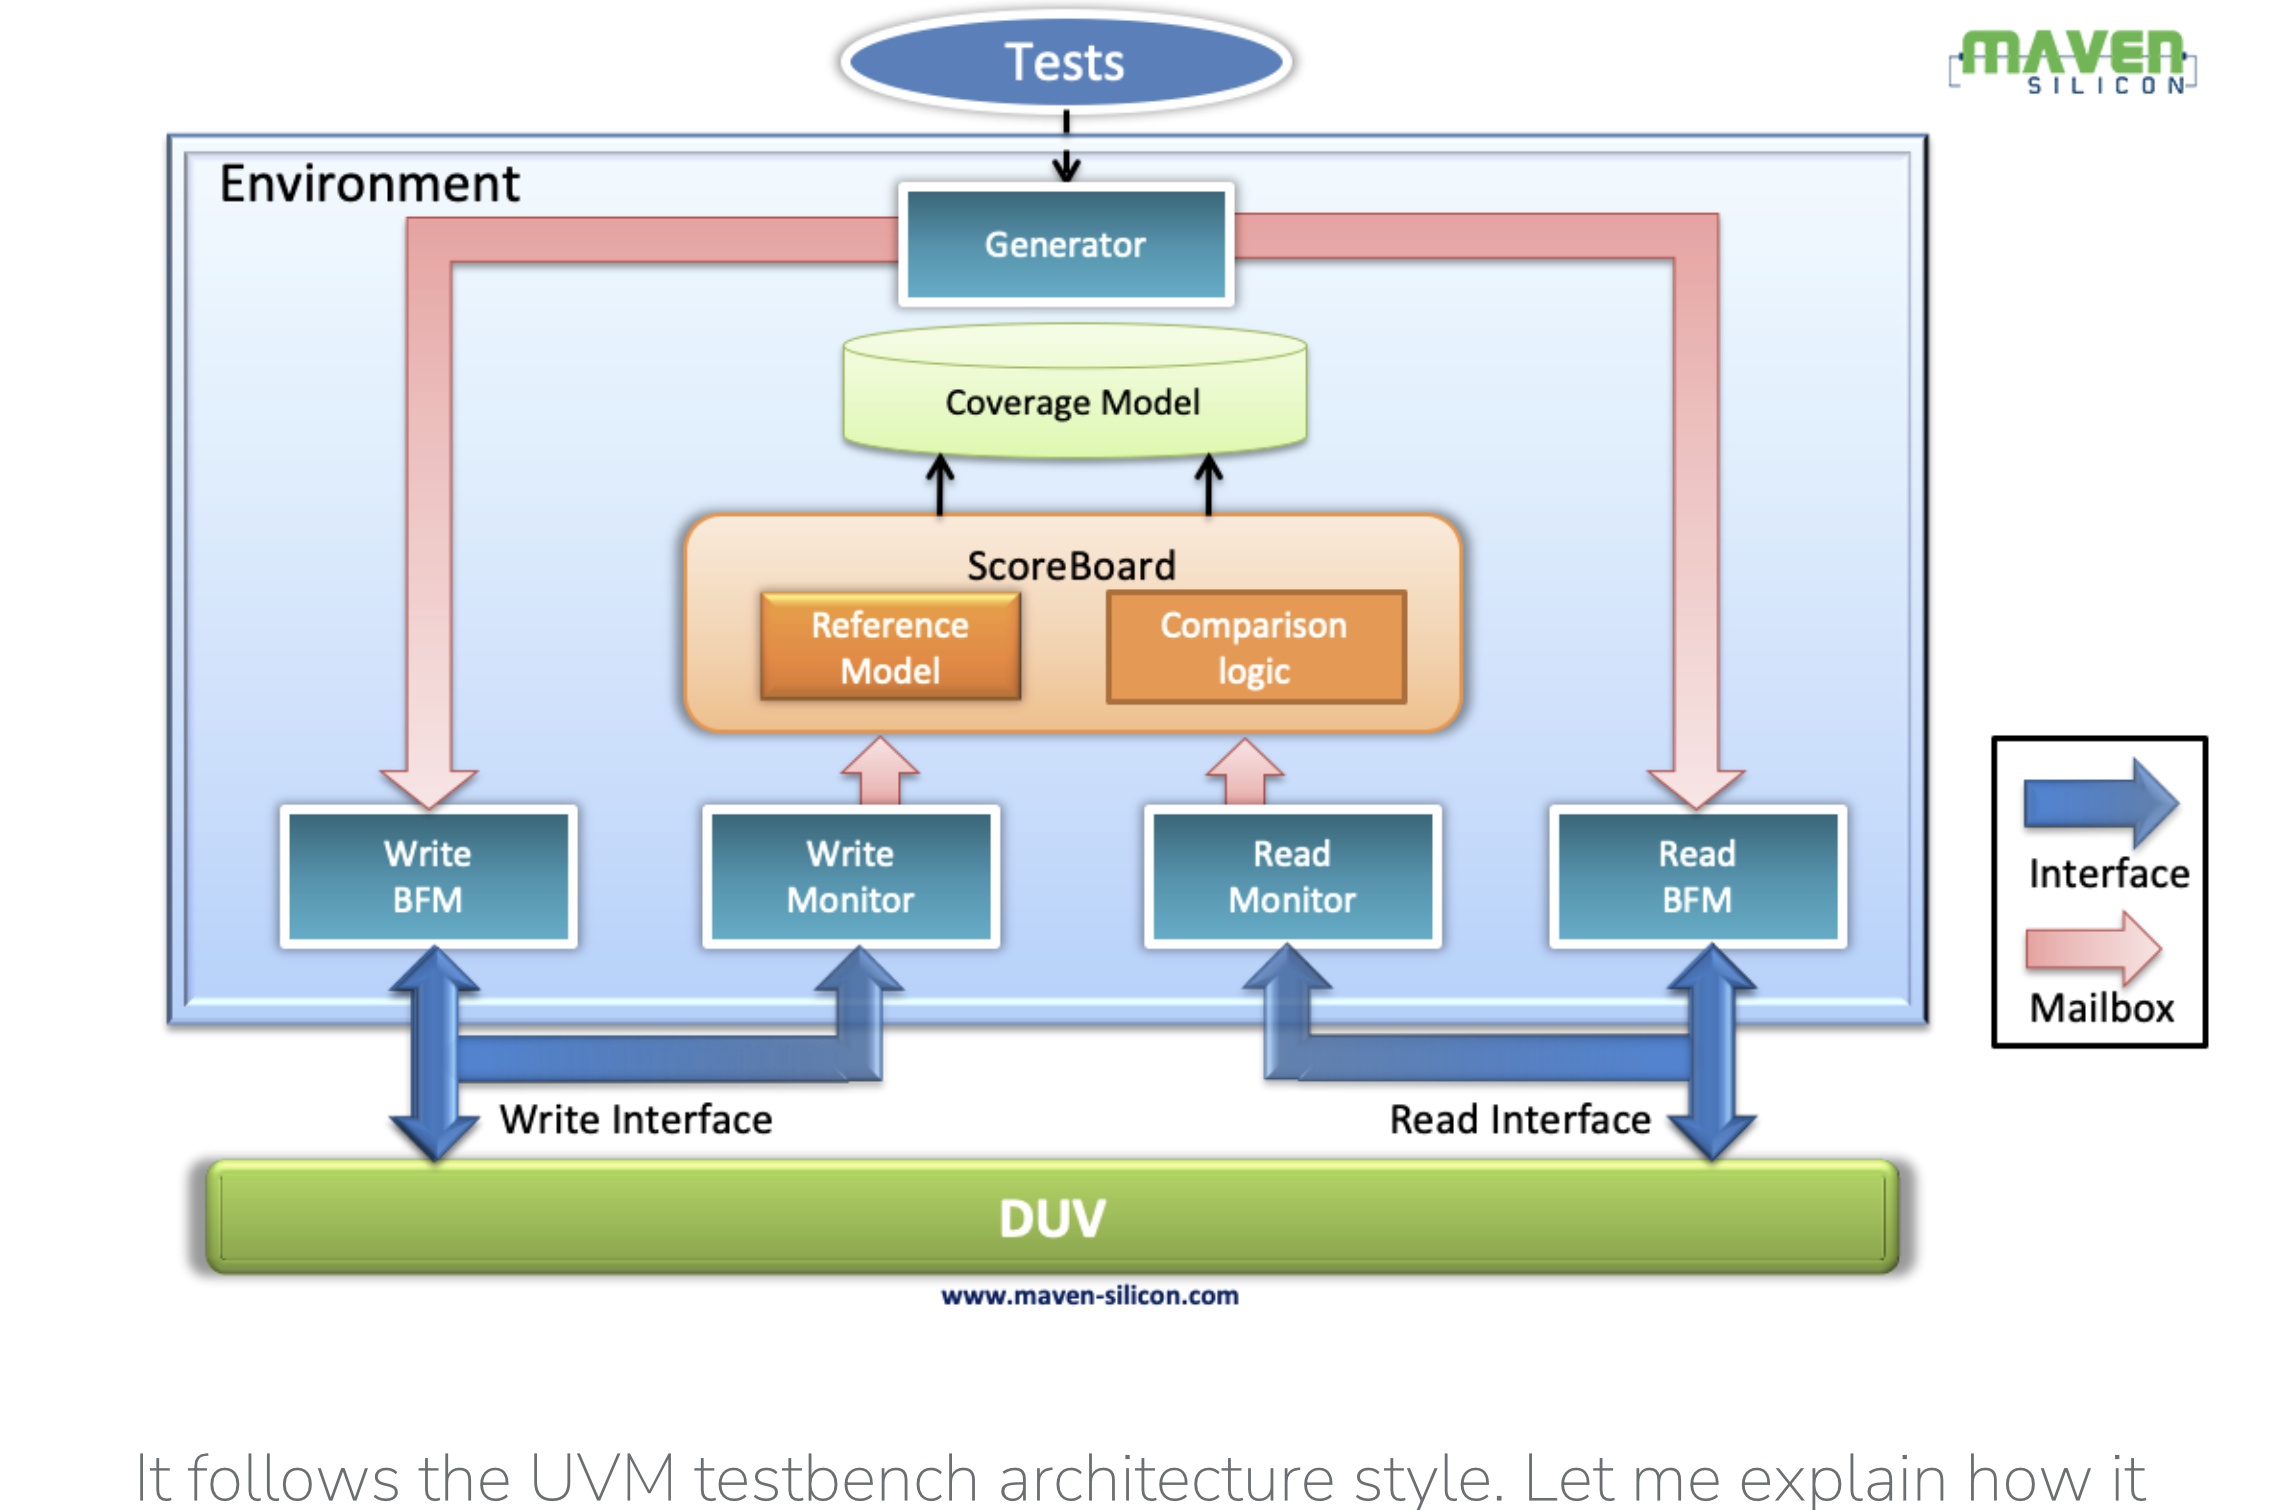 Tests
MAVEN
SILICON
Environment
Generator
Coverage Model
ScoreBoard
Reference
Model
Comparison
logic
Write
BFM
Write
Monitor
Read
Monitor
Read
BFM
Interface
Mailbox
Write Interface
Read Interface
DUV
www.maven-silicon.com
It follows the UVM testbench architecture style. Let me explain how it